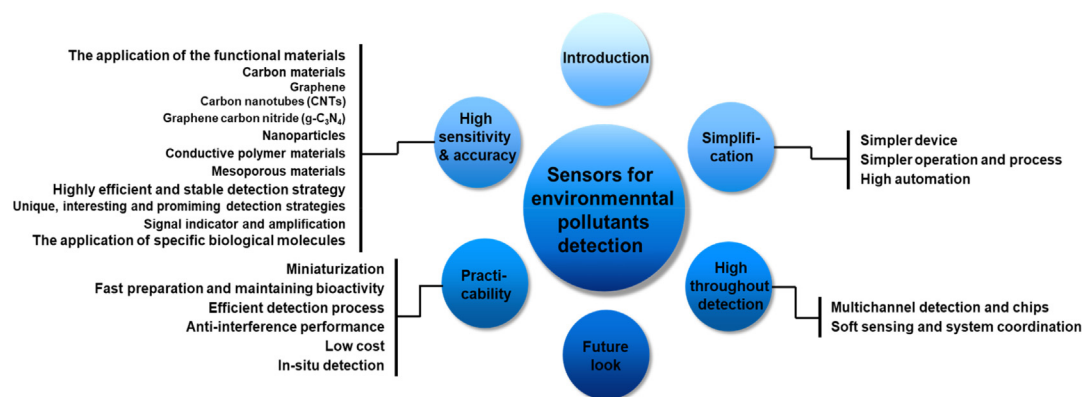 Introduction
The application of the functional materials
Carbon materials
Graphene
Carbon nanotubes (CNTs)
Graphene carbon nitride (g-C₃N₄)
Nanoparticles
Conductive polymer materials
Mesoporous materials
Highly efficient and stable detection strategy
Unique, interesting and promiming detection strategies
Signal indicator and amplification
The application of specific biological molecules
High
sensitivity
& accuracy
Simplifi-
cation
Simpler device
Simpler operation and process
High automation
Sensors for
environmenntal
pollutants
detection
Miniaturization
Fast preparation and maintaining bioactivity
Efficient detection process
Anti-interference performance
Low cost
In-situ detection
Practi-
cability
High
throughout
detection
Multichannel detection and chips
Soft sensing and system coordination
Future
look